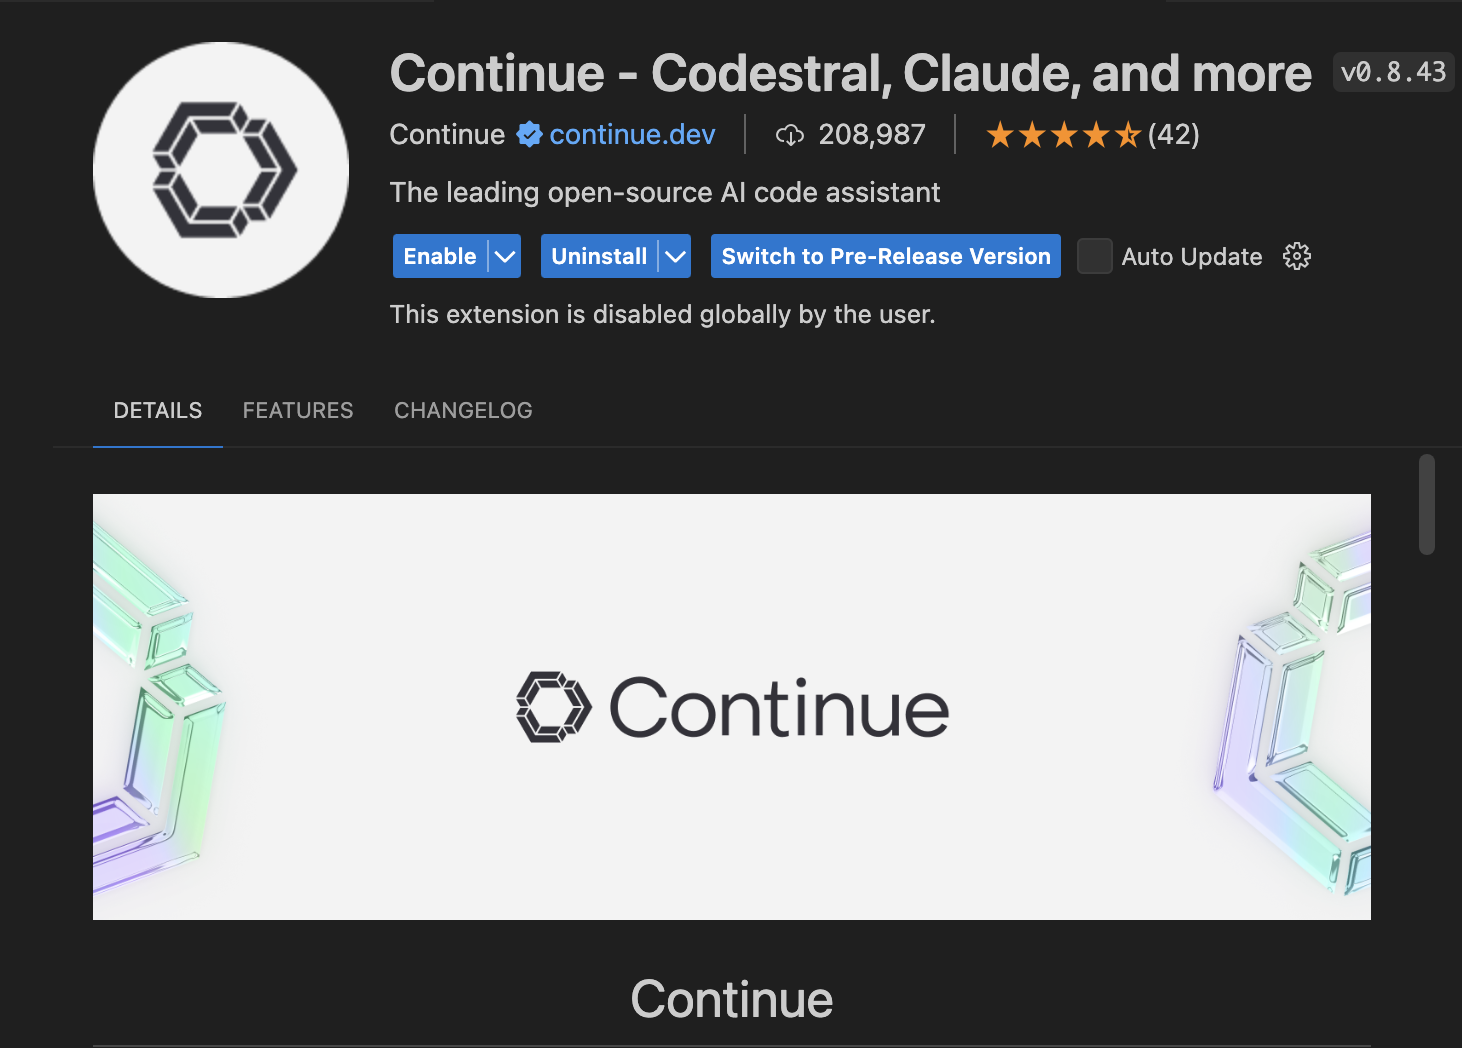 Continue - Codestral, Claude, and more v0.8.43
Continue continue.dev 208,987 (42)
The leading open-source AI code assistant
Enable Uninstall Switch to Pre-Release Version Auto Update
This extension is disabled globally by the user.
DETAILS FEATURES CHANGELOG
Continue
Continue